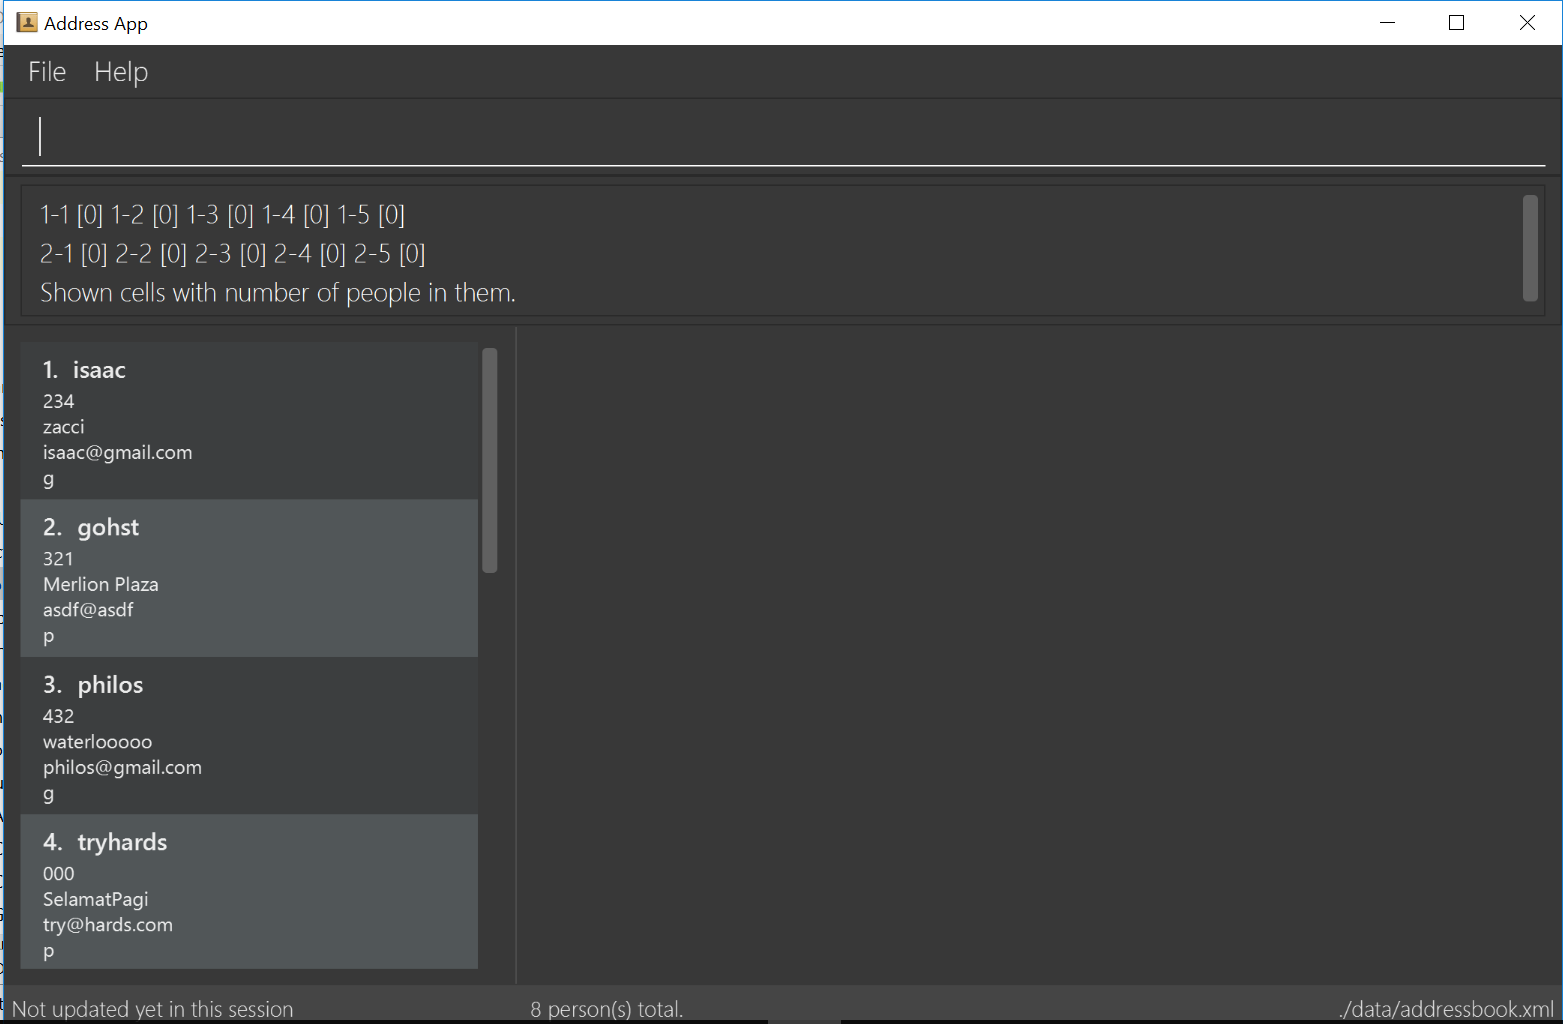 Address App
File Help
1-1 [0] 1-2 [0] 1-3 [0] 1-4 [0] 1-5 [0]
2-1 [0] 2-2 [0] 2-3 [0] 2-4 [0] 2-5 [0]
Shown cells with number of people in them.
1. isaac
234
zacci
isaac@gmail.com
g
2. gohst
321
Merlion Plaza
asdf@asdf
p
3. philos
432
waterlooooo
philos@gmail.com
g
4. tryhards
000
SelamatPagi
try@hards.com
p
Not updated yet in this session 8 person(s) total. ./data/addressbook.xml